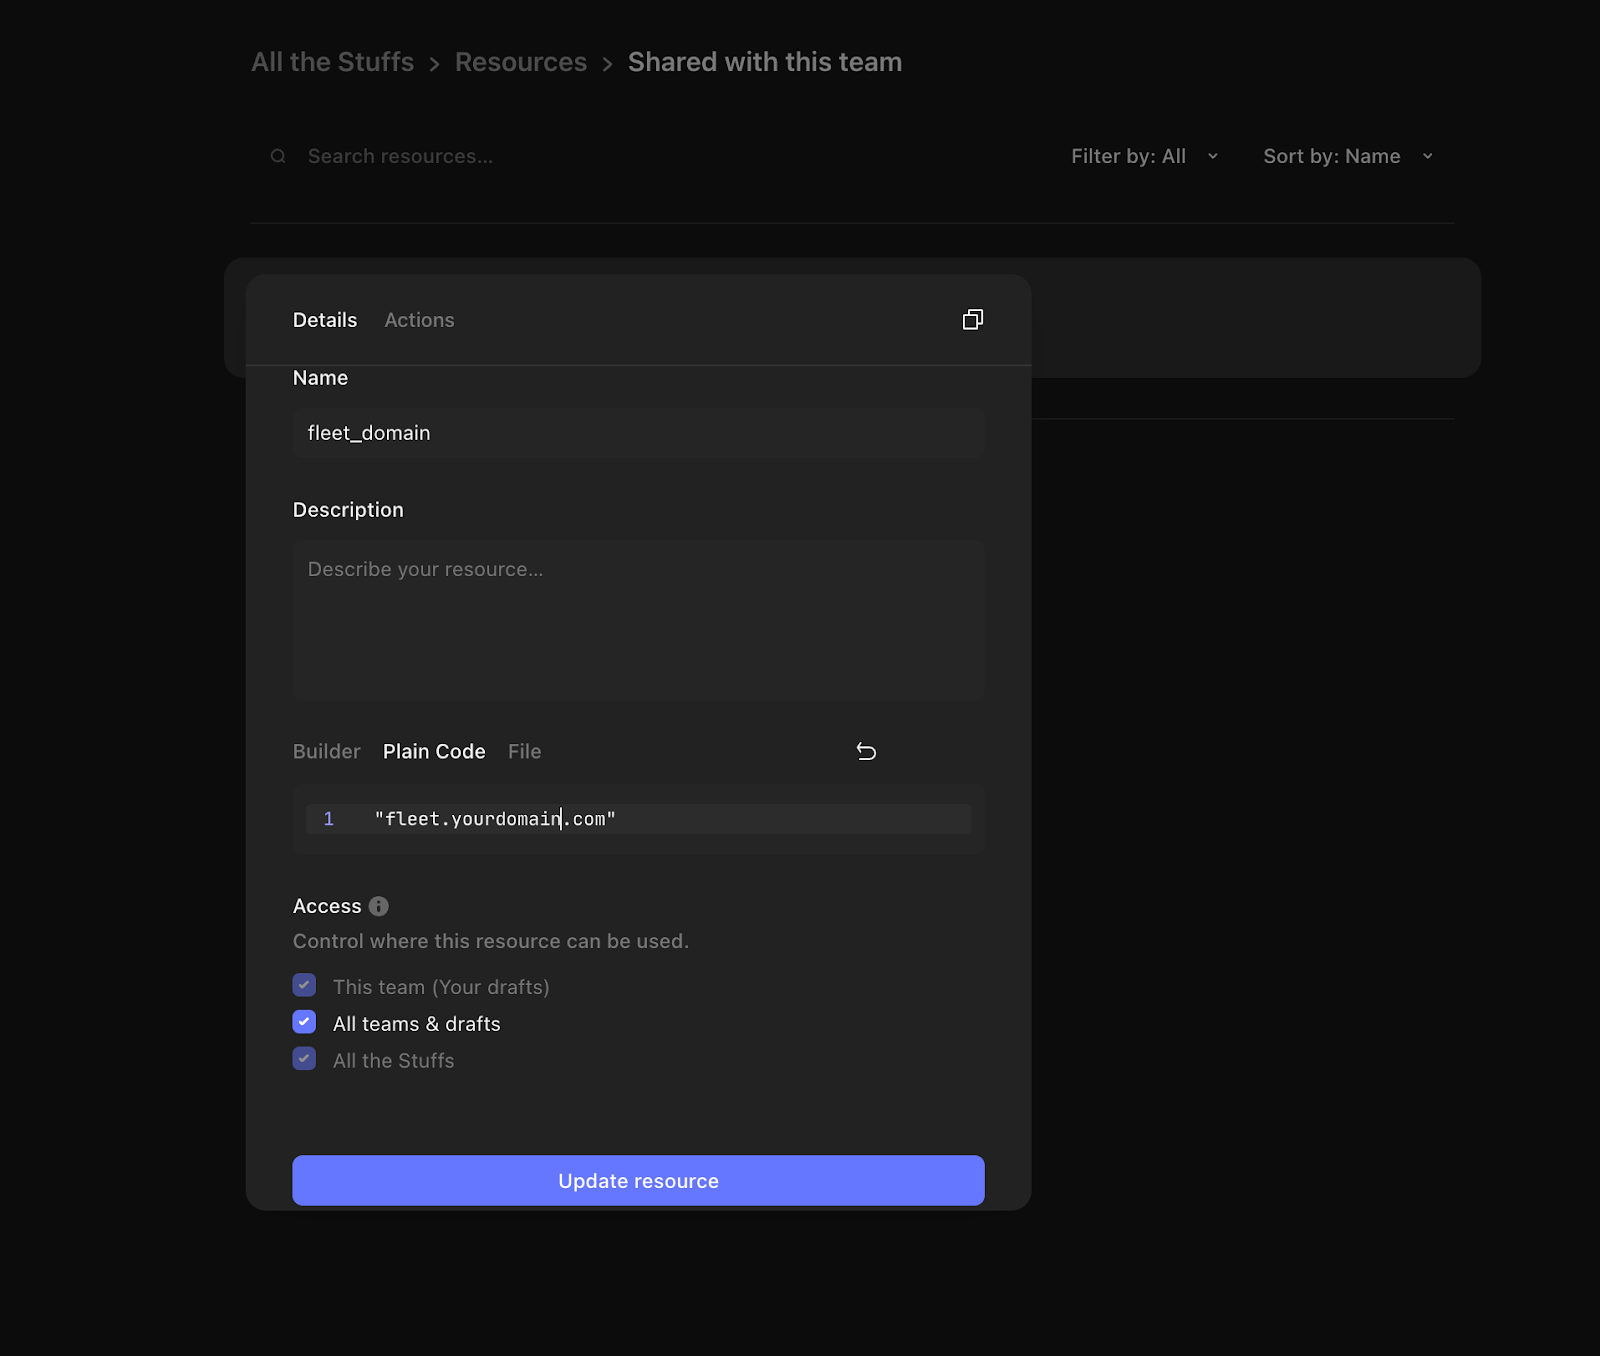 All the Stuffs > Resources > Shared with this team
Search resources...
Filter by: All
Sort by: Name
Details
Actions
Name
fleet_domain
Description
Describe your resource...
Builder
Plain Code
File
1 "fleet.yourdomain.com"
Access
Control where this resource can be used.
This team (Your drafts)
All teams & drafts
All the Stuffs
Update resource